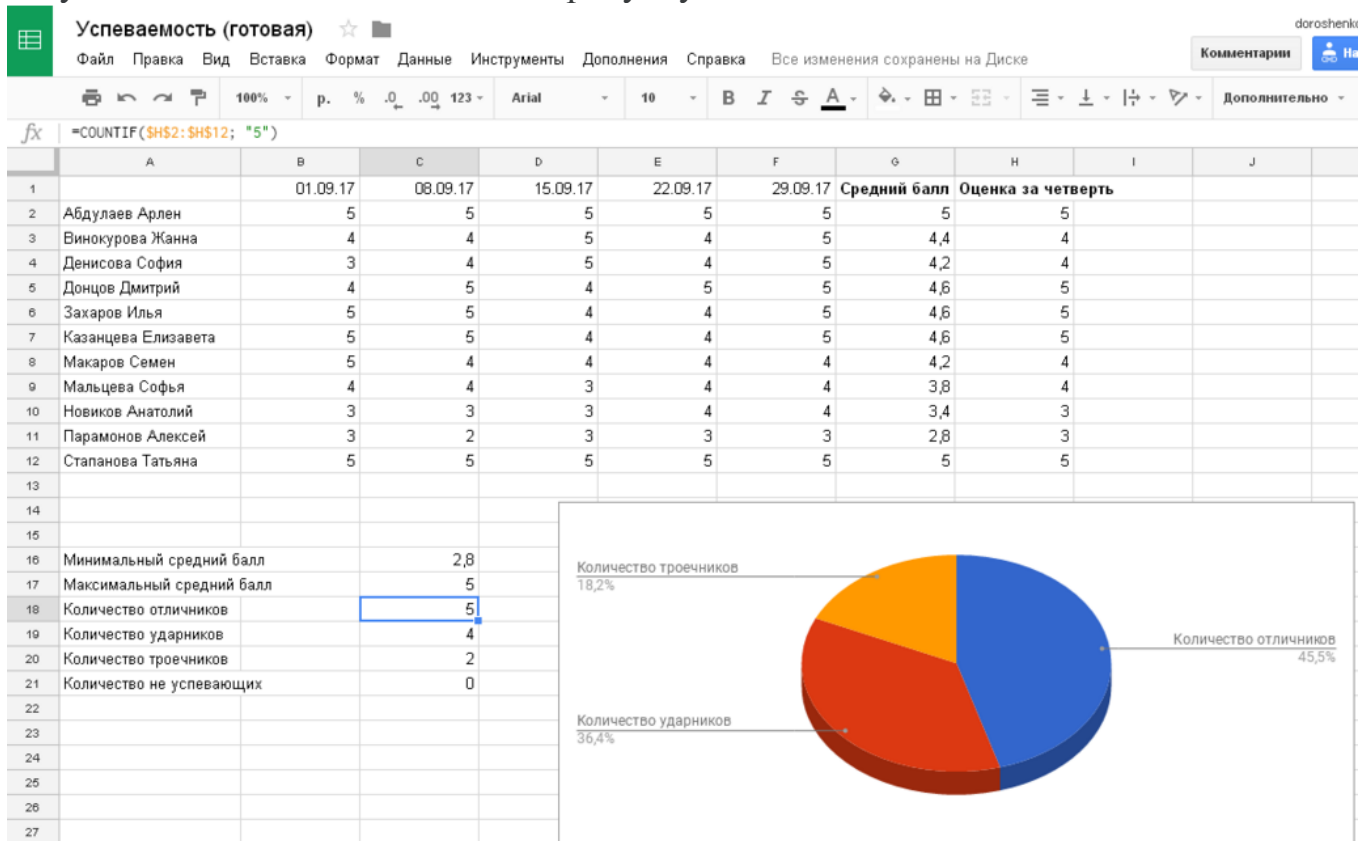 Успеваемость (готовая)
Файл Правка Вид Вставка Формат Данные Инструменты Дополнения Справка Все изменения сохранены на Диске
Комментарии
100% р. % .0 .00 123 Arial 10 B I S A Дополнительно
fx =COUNTIF($H$2:$H$12; "5")
A B C D E F G H I J
1 01.09.17 08.09.17 15.09.17 22.09.17 29.09.17 Средний балл Оценка за четверть
2 Абдулаев Арлен 5 5 5 5 5 5 5
3 Винокурова Жанна 4 4 5 4 5 4,4 4
4 Денисова София 3 4 5 4 5 4,2 4
5 Донцов Дмитрий 4 5 4 5 5 4,6 5
6 Захаров Илья 5 5 4 4 5 4,6 5
7 Казанцева Елизавета 5 5 4 4 5 4,6 5
8 Макаров Семен 5 4 4 4 4 4,2 4
9 Мальцева Софья 4 4 3 4 4 3,8 4
10 Новиков Анатолий 3 3 3 4 4 3,4 3
11 Парамонов Алексей 3 2 3 3 3 2,8 3
12 Стапанова Татьяна 5 5 5 5 5 5 5
13
14
15
16 Минимальный средний балл 2,8
17 Максимальный средний балл 5
18 Количество отличников 5
19 Количество ударников 4
20 Количество троечников 2
21 Количество не успевающих 0
22
23
24
25
26
27
Количество троечников
18,2%
Количество отличников
45,5%
Количество ударников
36,4%